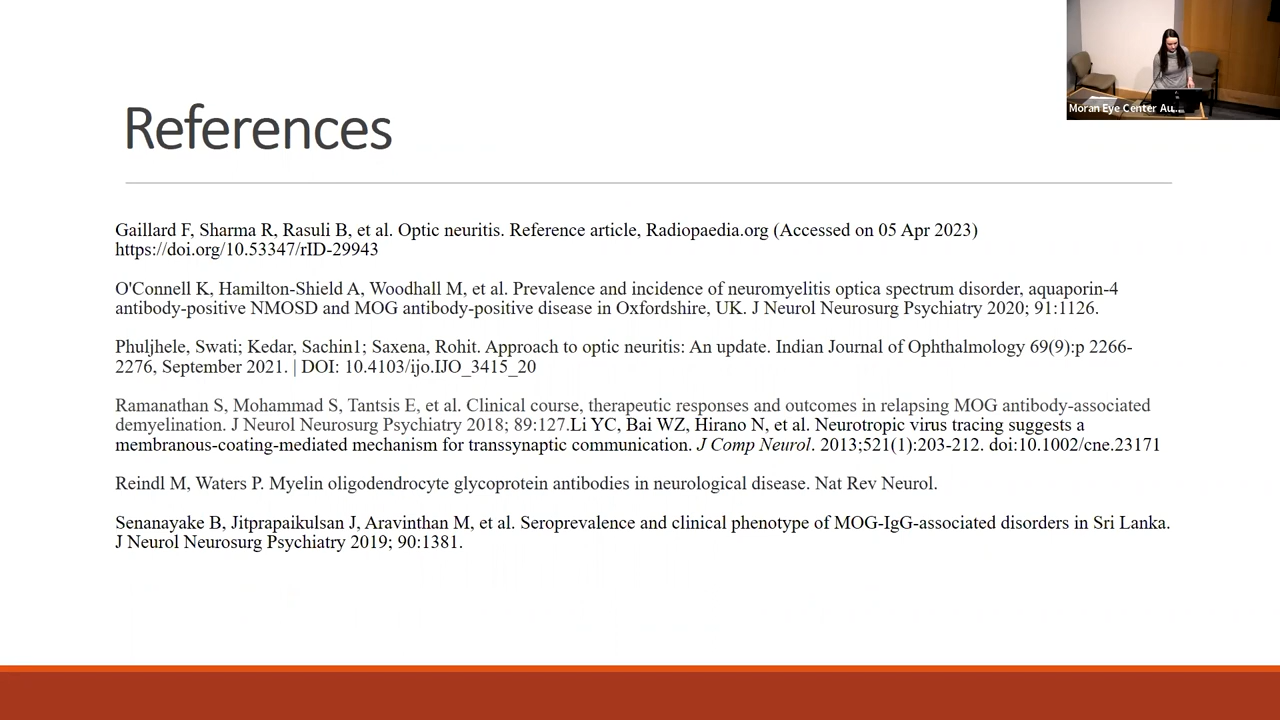 Moran Eye Center Au...
References
Gaillard F, Sharma R, Rasuli B, et al. Optic neuritis. Reference article, Radiopaedia.org (Accessed on 05 Apr 2023)
https://doi.org/10.53347/rID-29943
O'Connell K, Hamilton-Shield A, Woodhall M, et al. Prevalence and incidence of neuromyelitis optica spectrum disorder, aquaporin-4
antibody-positive NMOSD and MOG antibody-positive disease in Oxfordshire, UK. J Neurol Neurosurg Psychiatry 2020; 91:1126.
Phuljhele, Swati; Kedar, Sachin1; Saxena, Rohit. Approach to optic neuritis: An update. Indian Journal of Ophthalmology 69(9):p 2266-
2276, September 2021. | DOI: 10.4103/ijo.IJO_3415_20
Ramanathan S, Mohammad S, Tantsis E, et al. Clinical course, therapeutic responses and outcomes in relapsing MOG antibody-associated
demyelination. J Neurol Neurosurg Psychiatry 2018; 89:127.Li YC, Bai WZ, Hirano N, et al. Neurotropic virus tracing suggests a
membranous-coating-mediated mechanism for transsynaptic communication. J Comp Neurol. 2013;521(1):203-212. doi:10.1002/cne.23171
Reindl M, Waters P. Myelin oligodendrocyte glycoprotein antibodies in neurological disease. Nat Rev Neurol.
Senanayake B, Jitprapaikulsan J, Aravinthan M, et al. Seroprevalence and clinical phenotype of MOG-IgG-associated disorders in Sri Lanka.
J Neurol Neurosurg Psychiatry 2019; 90:1381.